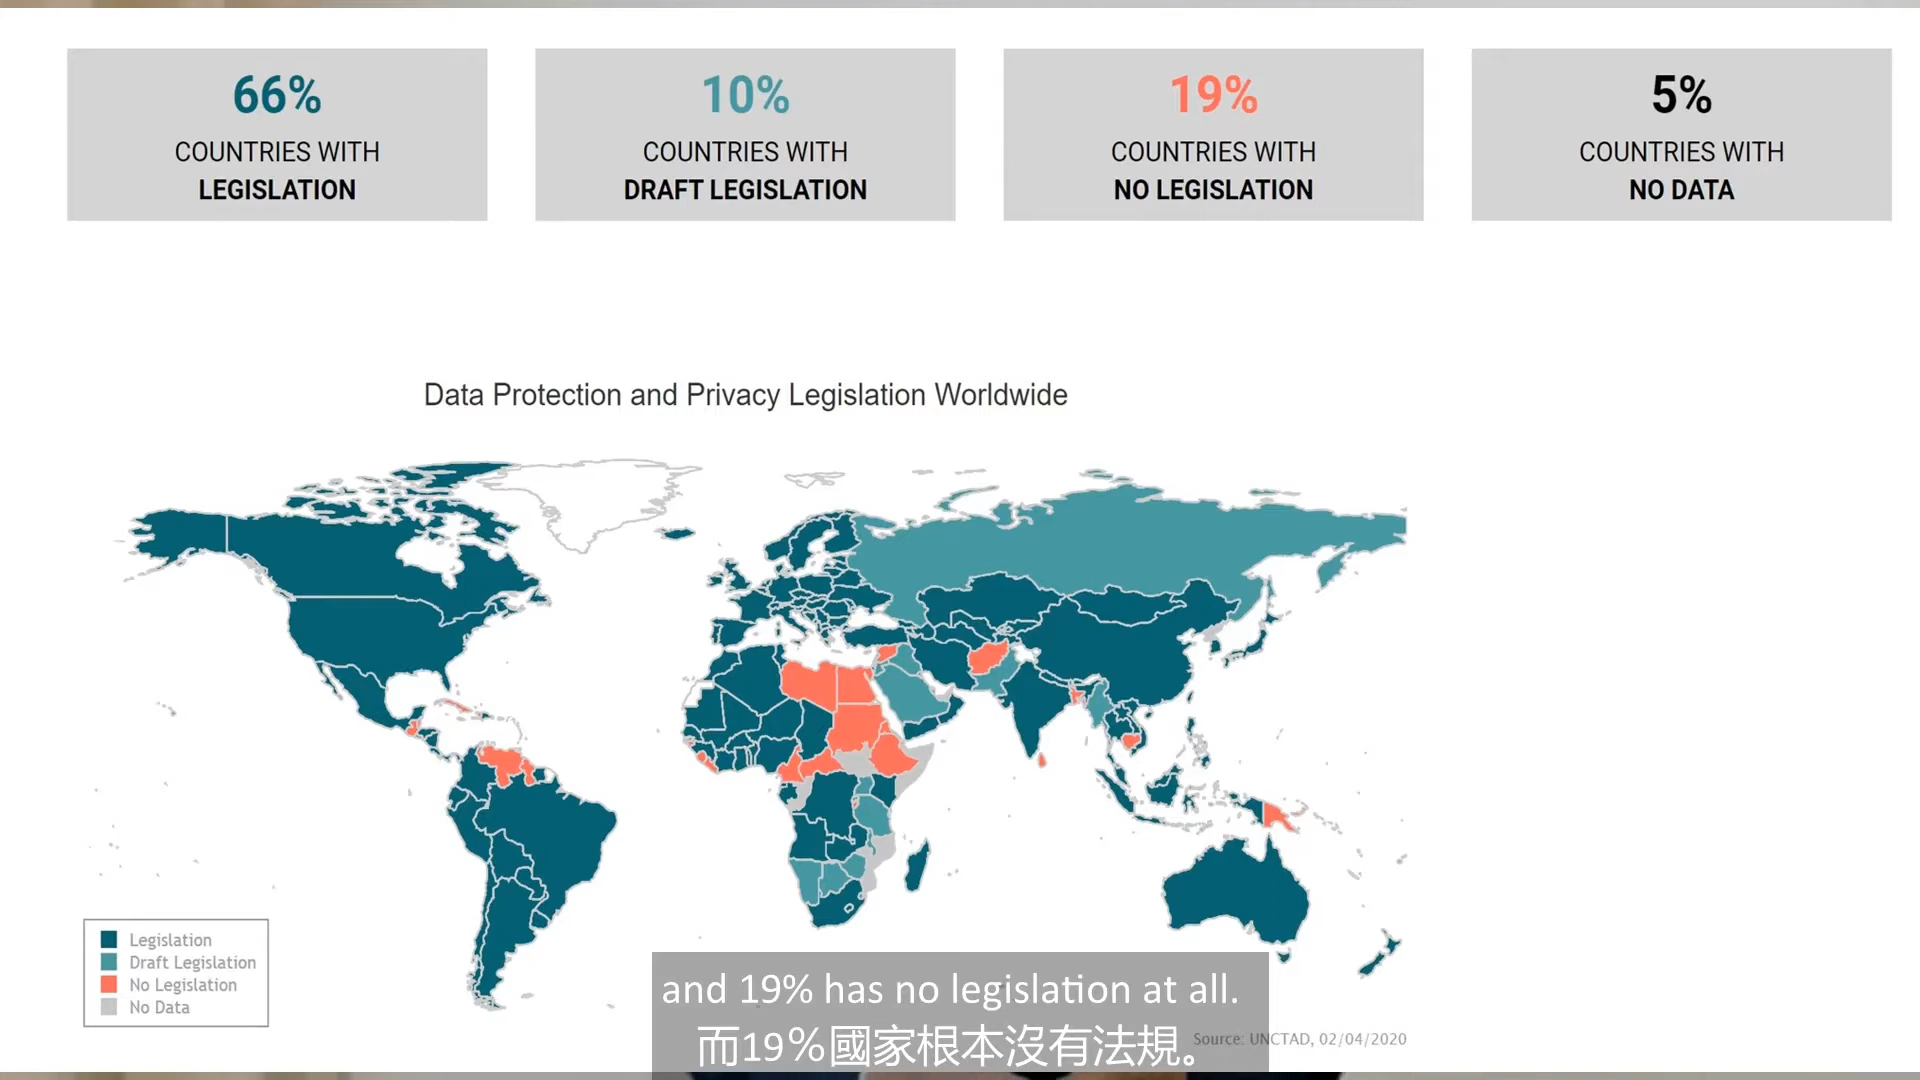 66%
COUNTRIES WITH
LEGISLATION
10%
COUNTRIES WITH
DRAFT LEGISLATION
19%
COUNTRIES WITH
NO LEGISLATION
5%
COUNTRIES WITH
NO DATA
Data Protection and Privacy Legislation Worldwide
Legislation
Draft Legislation
No Legislation
No Data
and 19% has no legislation at all.
而19%國家根本沒有法規。
Source: UNCTAD, 02/04/2020